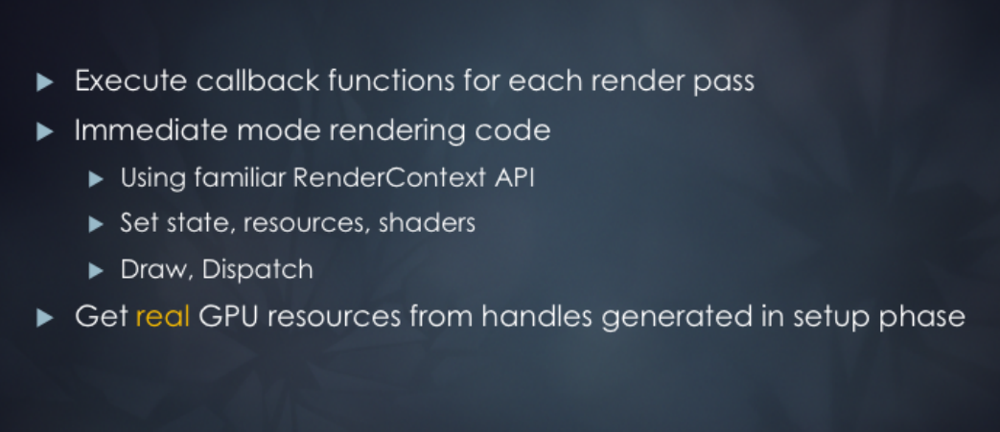 Execute callback functions for each render pass
Immediate mode rendering code
Using familiar RenderContext API
Set state, resources, shaders
Draw, Dispatch
Get real GPU resources from handles generated in setup phase